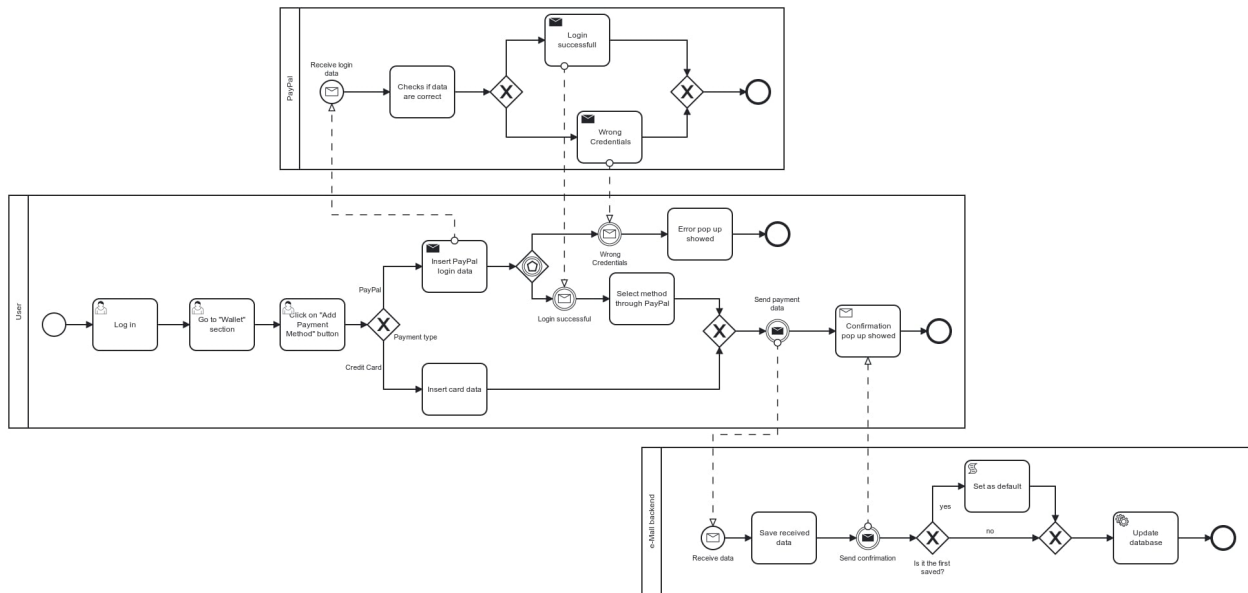 PayPal
Receive login
data
Checks if data
are correct
Login
successfull
Wrong
Credentials
User
Log in
Go to "Wallet"
section
Click on "Add
Payment
Method" button
PayPal
Payment type
Credit Card
Insert PayPal
login data
Insert card data
Wrong
Credentials
Error pop up
showed
Login successful
Select method
through PayPal
Send payment
data
Confirmation
pop up showed
e-Mall backend
Receive data
Save received
data
Send confrimation
Is it the first
saved?
yes
no
Set as default
Update
database